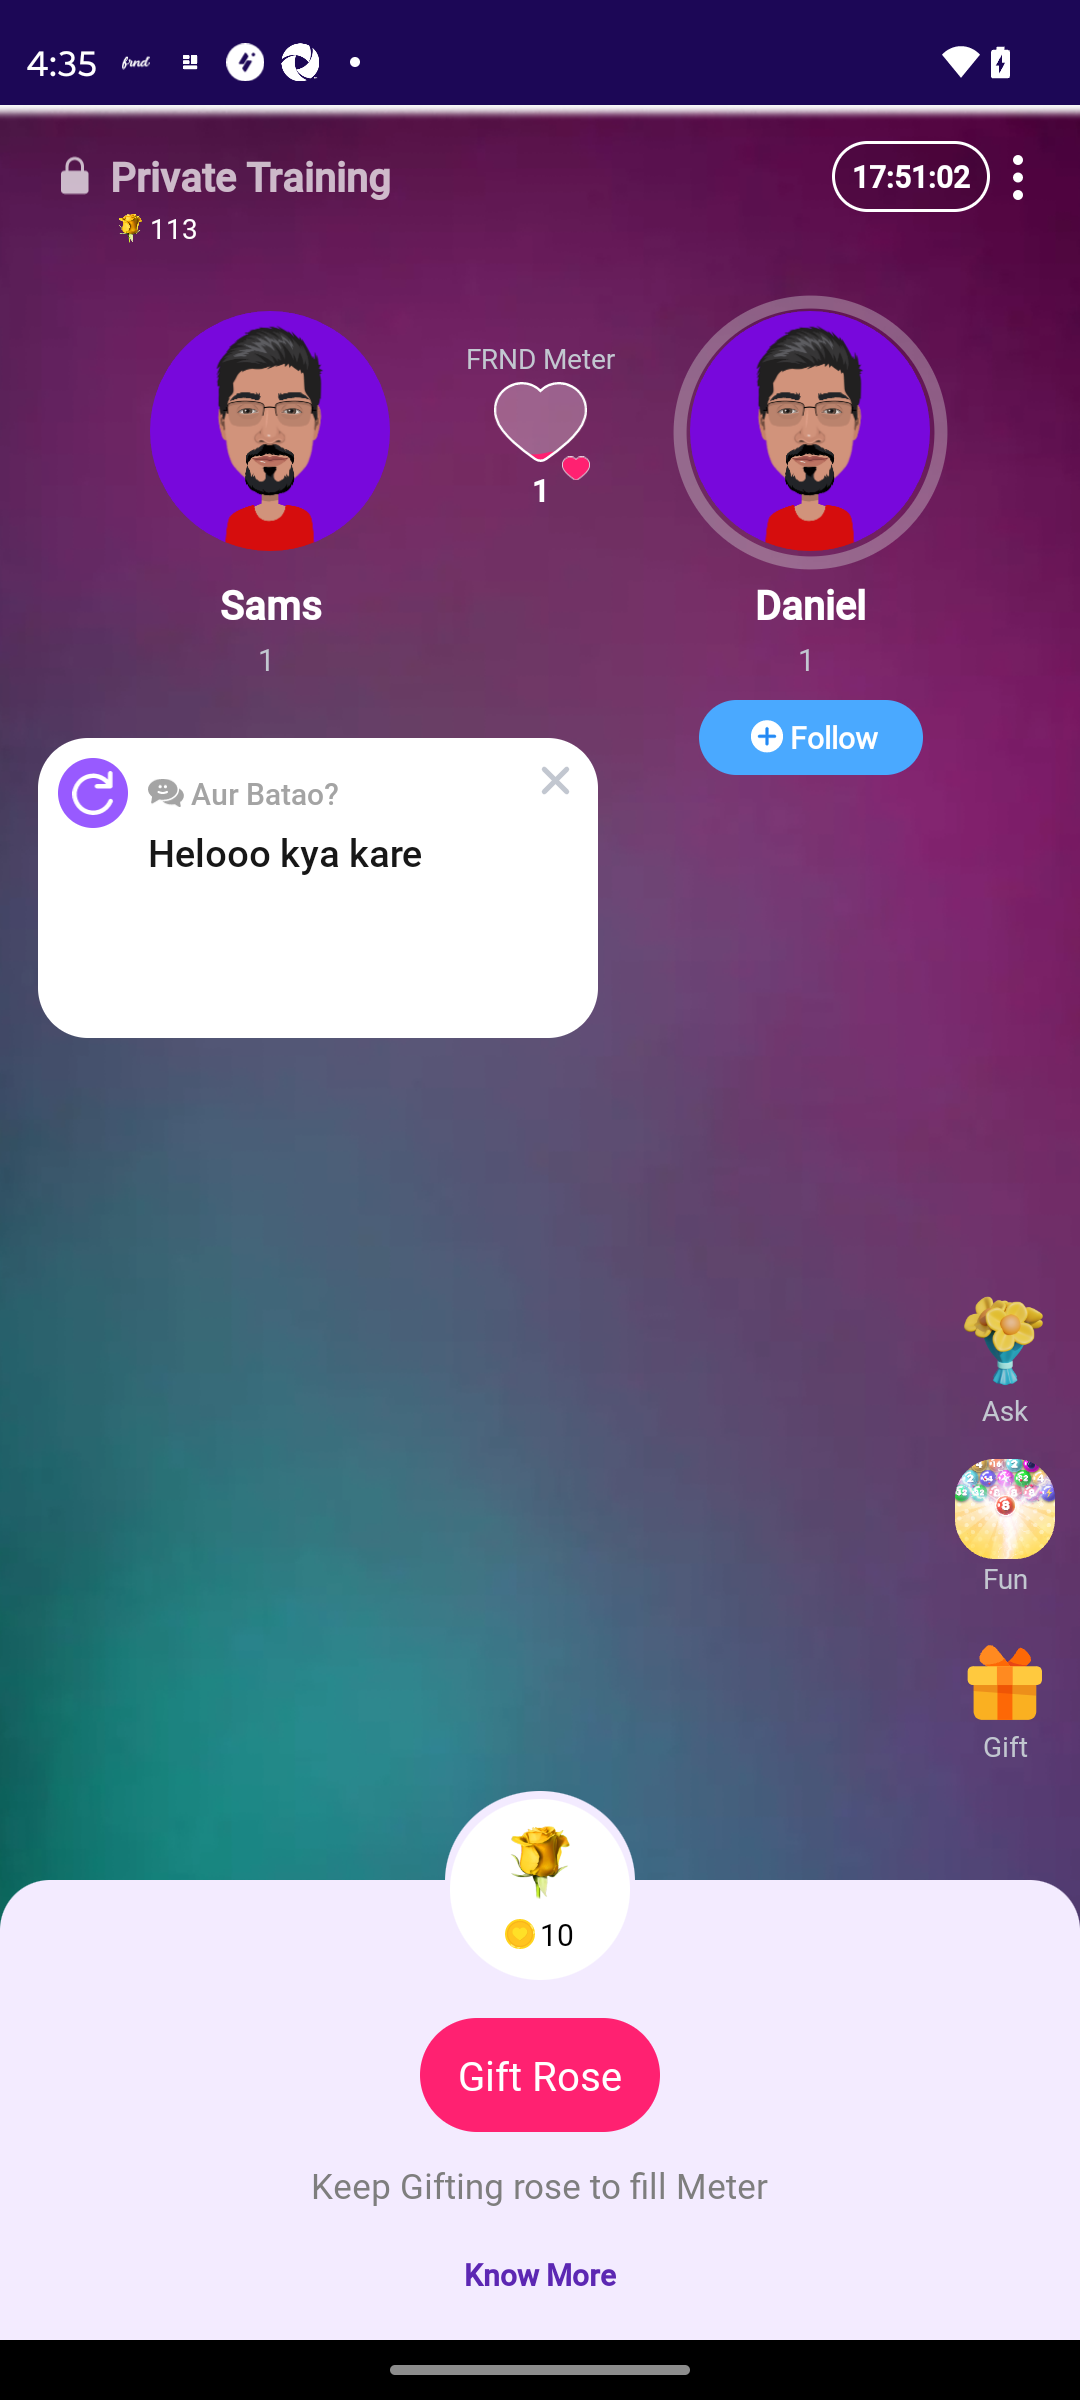 4:35
frnd
Private Training
17:51:02
113
FRND Meter
1
Sams
Daniel
1
1
Follow
Aur Batao?
Helooo kya kare
Ask
Fun
Gift
10
Gift Rose
Keep Gifting rose to fill Meter
Know More